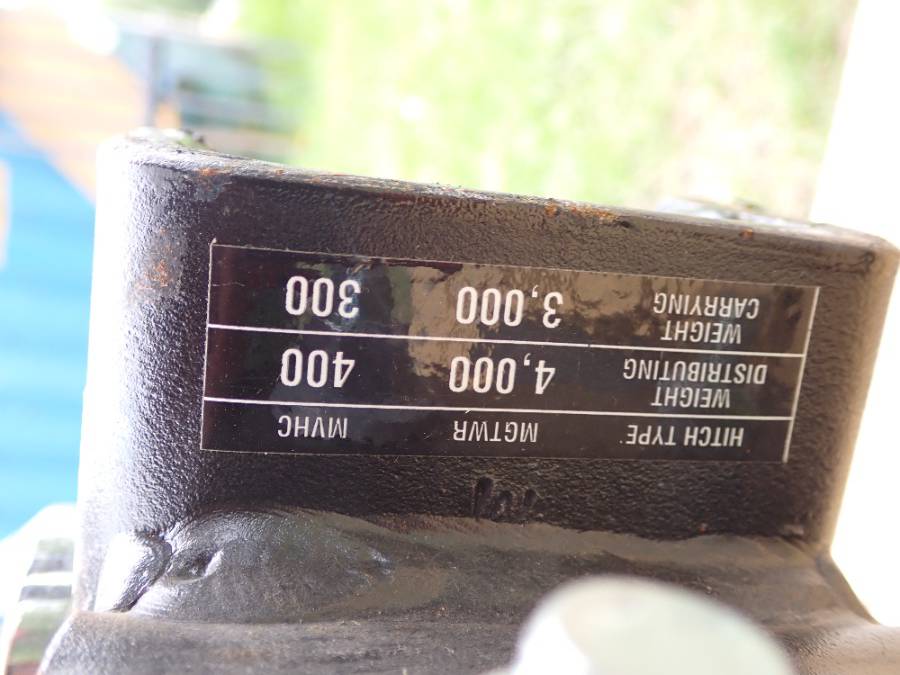 HITCH TYPE MGTWR MVHC
WEIGHT
DISTRIBUTING 4,000 400
WEIGHT
CARRYING 3,000 300